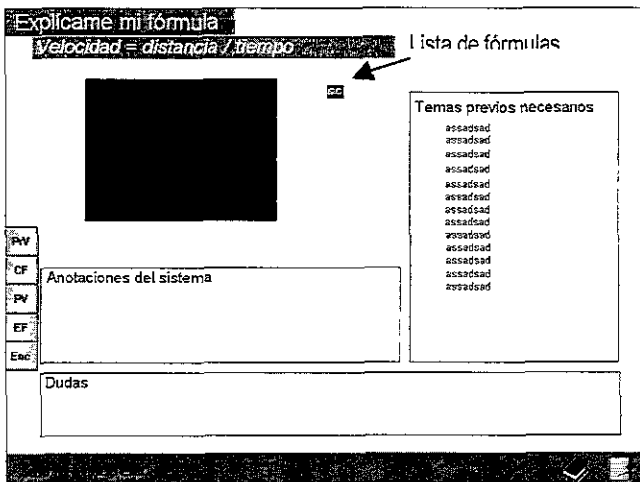 Explicame mi fórmula
Velocidad = distancia / tiempo
Lista de fórmulas
Temas previos necesarios
assadsad
assadsad
assadsad
assadsad
assadsad
assadsad
assadsad
assadsad
assadsad
assadsad
assadsad
assadsad
assadsad
PrV
CF
PV
EF
Enc
Anotaciones del sistema
Dudas